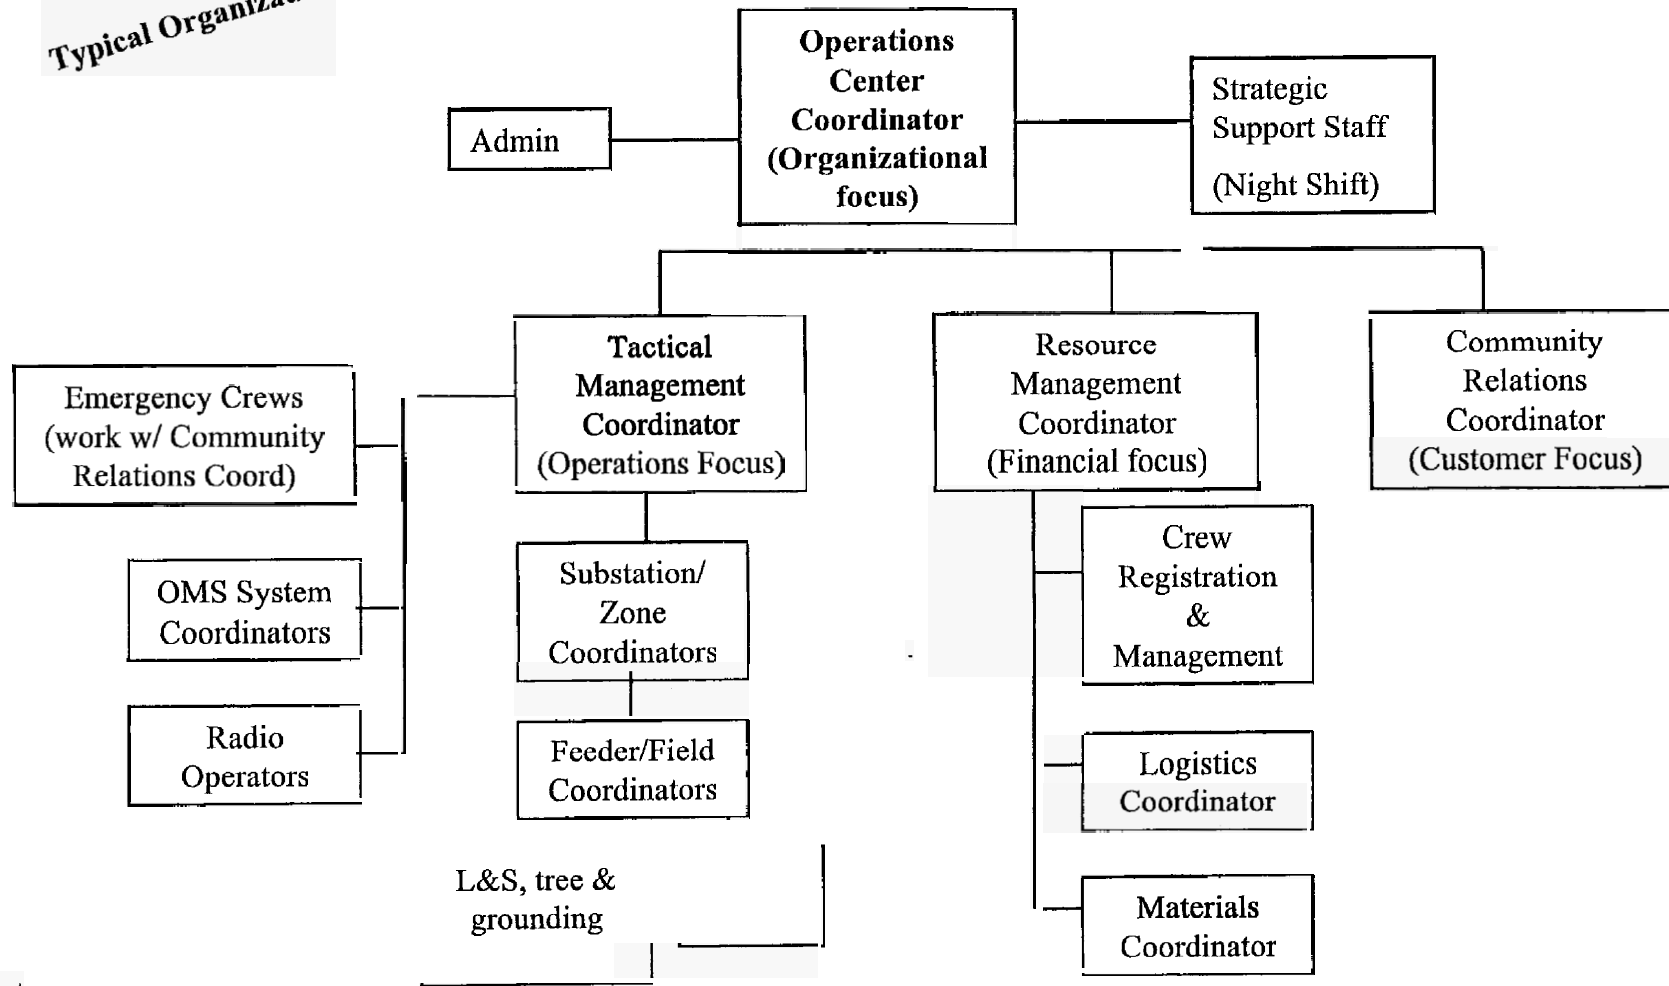 Typical
Operations
Center
Coordinator
(Organizational
focus)
Admin
Strategic
Support Staff
(Night Shift)
Tactical
Management
Coordinator
(Operations Focus)
Resource
Management
Coordinator
(Financial focus)
Community
Relations
Coordinator
(Customer Focus)
Emergency Crews
(work w/ Community
Relations Coord)
OMS System
Coordinators
Radio
Operators
Substation/
Zone
Coordinators
Feeder/Field
Coordinators
L&S, tree &
grounding
Crew
Registration
&
Management
Logistics
Coordinator
Materials
Coordinator